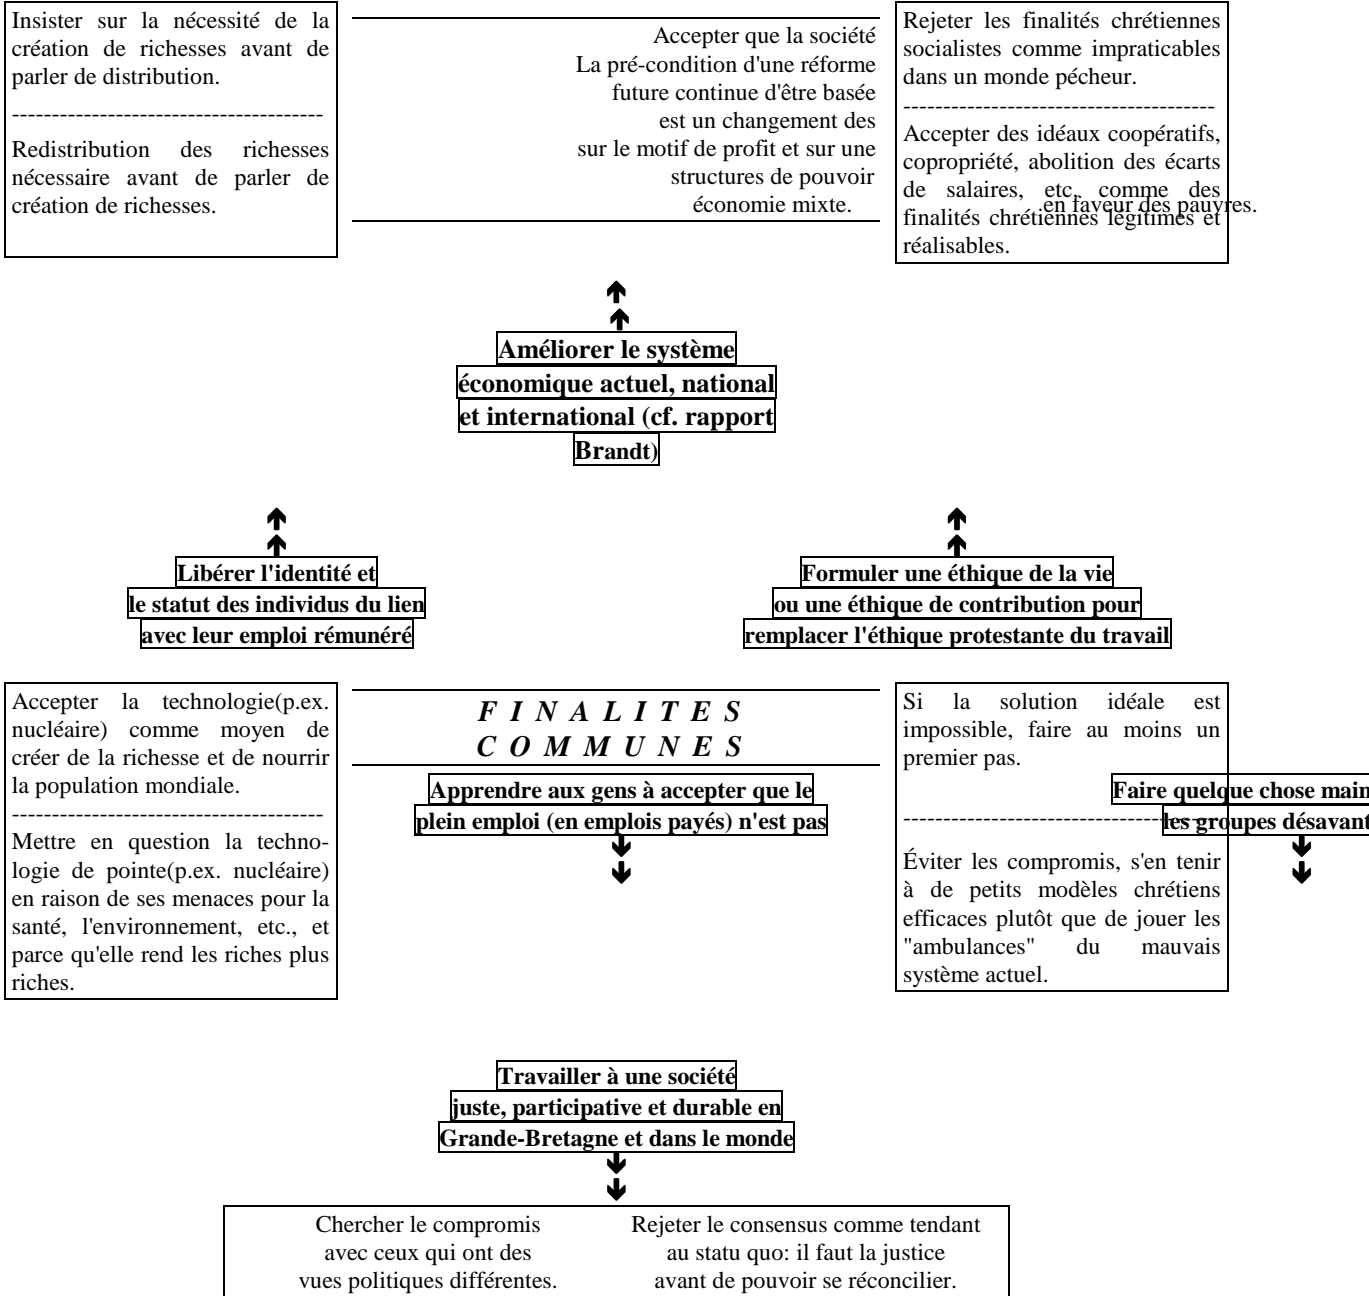 Insister sur la nécessité de la
création de richesses avant de
parler de distribution.
---------------------------------------
Redistribution des richesses
nécessaire avant de parler de
création de richesses.
Accepter que la société
La pré-condition d'une réforme
future continue d'être basée
est un changement des
sur le motif de profit et sur une
structures de pouvoir
économie mixte.
en faveur des pauvres.
Rejeter les finalités chrétiennes
socialistes comme impraticables
dans un monde pécheur.
---------------------------------------
Accepter des idéaux coopératifs,
copropriété, abolition des écarts
de salaires, etc. comme des
finalités chrétiennes légitimes et
réalisables.
Améliorer le système
économique actuel, national
et international (cf. rapport
Brandt)
Libérer l'identité et
le statut des individus du lien
avec leur emploi rémunéré
Formuler une éthique de la vie
ou une éthique de contribution pour
remplacer l'éthique protestante du travail
Accepter la technologie(p.ex.
nucléaire) comme moyen de
créer de la richesse et de nourrir
la population mondiale.
---------------------------------------
Mettre en question la techno-
logie de pointe(p.ex. nucléaire)
en raison de ses menaces pour la
santé, l'environnement, etc., et
parce qu'elle rend les riches plus
riches.
F I N A L I T E S
C O M M U N E S
Apprendre aux gens à accepter que le
plein emploi (en emplois payés) n'est pas
Si la solution idéale est
impossible, faire au moins un
premier pas.
---------------------------------------
Éviter les compromis, s'en tenir
à de petits modèles chrétiens
efficaces plutôt que de jouer les
"ambulances" du mauvais
système actuel.
Faire quelque chose main
les groupes désavant
Travailler à une société
juste, participative et durable en
Grande-Bretagne et dans le monde
Chercher le compromis
avec ceux qui ont des
vues politiques différentes.
Rejeter le consensus comme tendant
au statu quo: il faut la justice
avant de pouvoir se réconcilier.